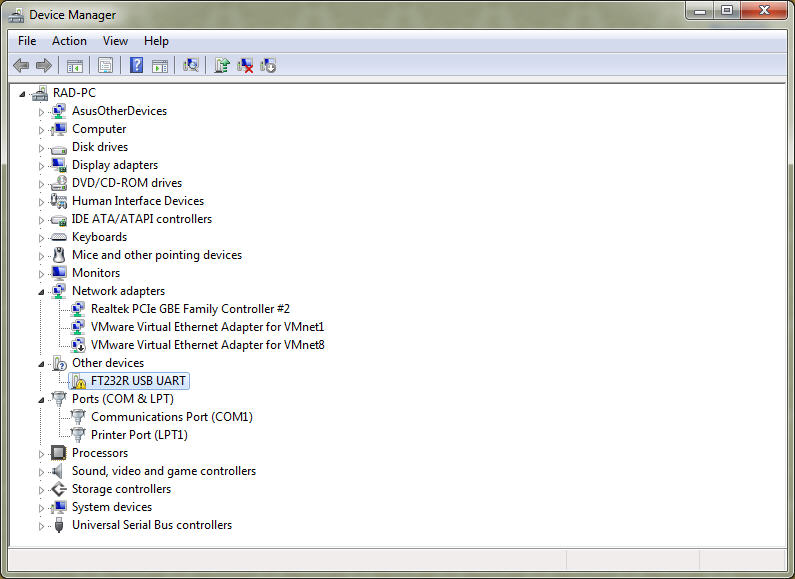 Device Manager
File Action View Help
RAD-PC
AsusOtherDevices
Computer
Disk drives
Display adapters
DVD/CD-ROM drives
Human Interface Devices
IDE ATA/ATAPI controllers
Keyboards
Mice and other pointing devices
Monitors
Network adapters
Realtek PCIe GBE Family Controller #2
VMware Virtual Ethernet Adapter for VMnet1
VMware Virtual Ethernet Adapter for VMnet8
Other devices
FT232R USB UART
Ports (COM & LPT)
Communications Port (COM1)
Printer Port (LPT1)
Processors
Sound, video and game controllers
Storage controllers
System devices
Universal Serial Bus controllers